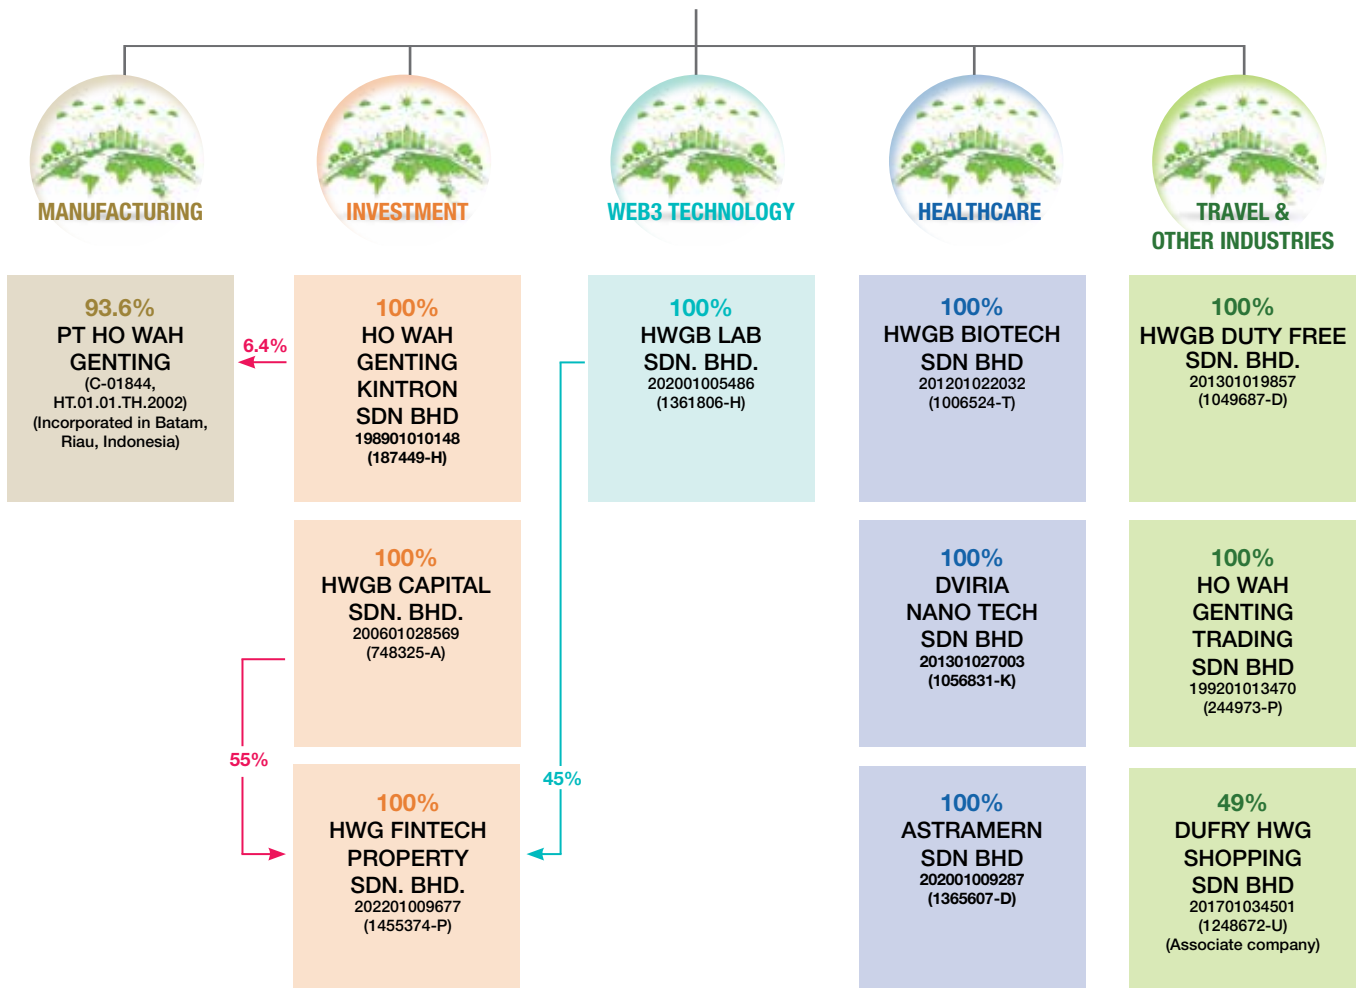 MANUFACTURING
INVESTMENT
WEB3 TECHNOLOGY
HEALTHCARE
TRAVEL &
OTHER INDUSTRIES
93.6%
PT HO WAH
GENTING
(C-01844,
HT.01.01.TH.2002)
(Incorporated in Batam,
Riau, Indonesia)
6.4%
100%
HO WAH
GENTING
KINTRON
SDN BHD
198901010148
(187449-H)
100%
HWGB CAPITAL
SDN. BHD.
200601028569
(748325-A)
55%
100%
HWG FINTECH
PROPERTY
SDN. BHD.
202201009677
(1455374-P)
100%
HWGB LAB
SDN. BHD.
202001005486
(1361806-H)
45%
100%
HWGB BIOTECH
SDN BHD
201201022032
(1006524-T)
100%
DVIRIA
NANO TECH
SDN BHD
201301027003
(1056831-K)
100%
ASTRAMERN
SDN BHD
202001009287
(1365607-D)
100%
HWGB DUTY FREE
SDN. BHD.
201301019857
(1049687-D)
100%
HO WAH
GENTING
TRADING
SDN BHD
199201013470
(244973-P)
49%
DUFRY HWG
SHOPPING
SDN BHD
201701034501
(1248672-U)
(Associate company)